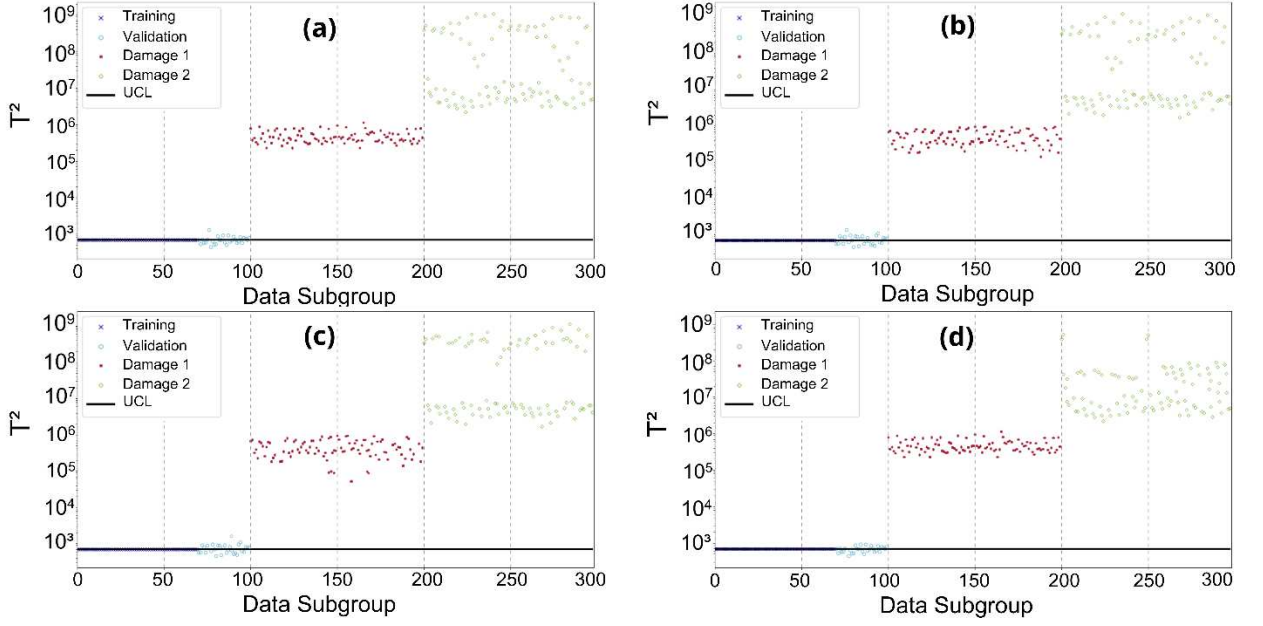 (a)
T²
10⁹
10⁸
10⁷
10⁶
10⁵
10⁴
10³
Training
Validation
Damage 1
Damage 2
UCL
0 50 100 150 200 250 300
Data Subgroup
(b)
T²
10⁹
10⁸
10⁷
10⁶
10⁵
10⁴
10³
Training
Validation
Damage 1
Damage 2
UCL
0 50 100 150 200 250 300
Data Subgroup
(c)
T²
10⁹
10⁸
10⁷
10⁶
10⁵
10⁴
10³
Training
Validation
Damage 1
Damage 2
UCL
0 50 100 150 200 250 300
Data Subgroup
(d)
T²
10⁹
10⁸
10⁷
10⁶
10⁵
10⁴
10³
Training
Validation
Damage 1
Damage 2
UCL
0 50 100 150 200 250 300
Data Subgroup